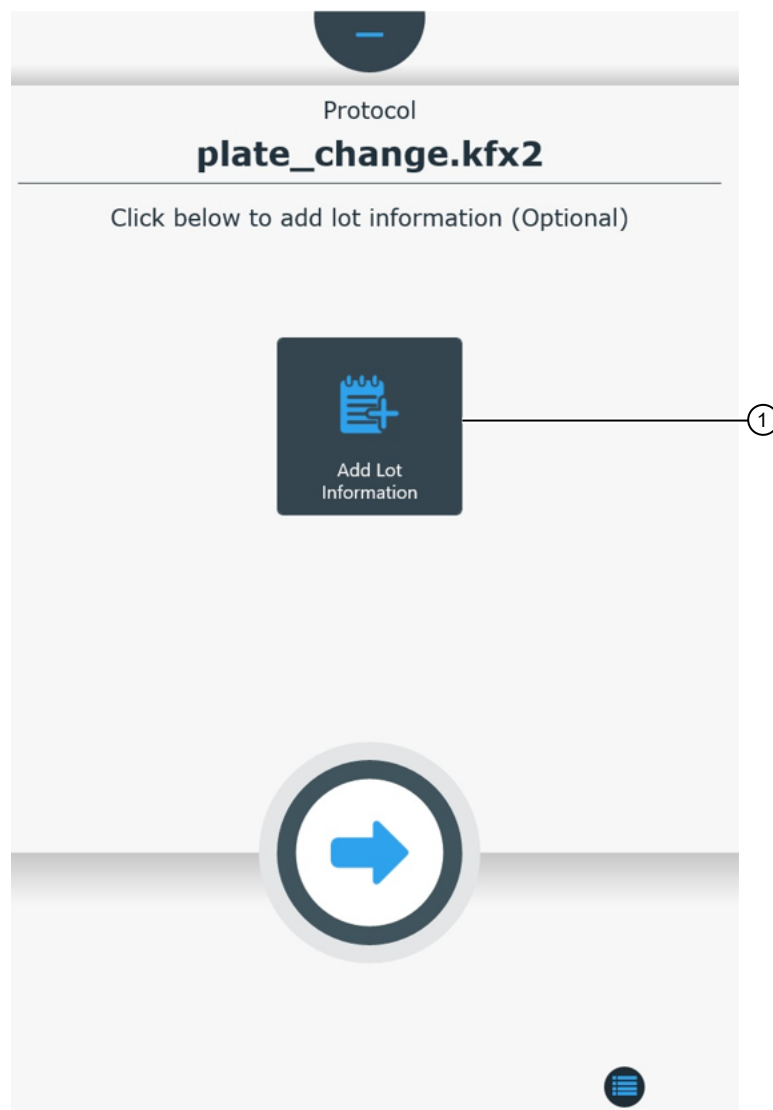 Protocol
plate_change.kfx2
Click below to add lot information (Optional)
Add Lot
Information
1